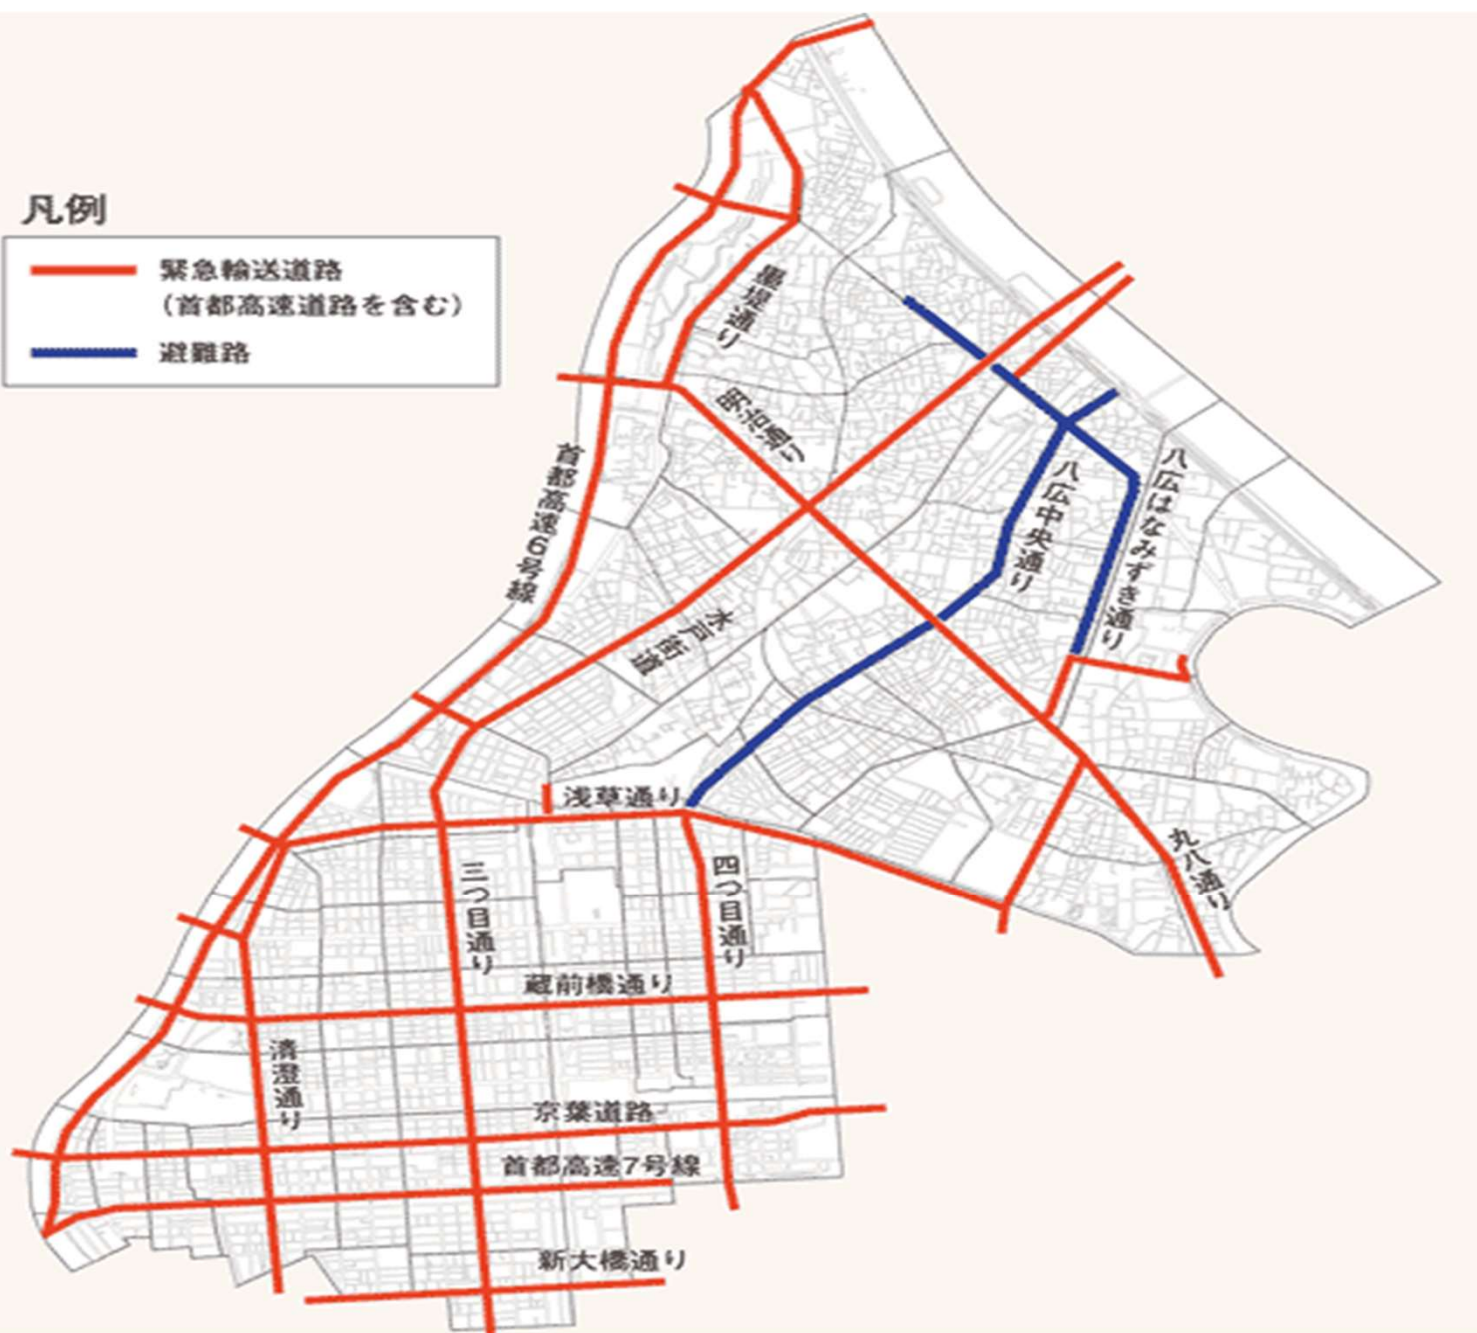 凡例
緊急輸送道路
（首都高速道路を含む）
避難路
墨堤通り
明治通り
首都高速6号線
八広中央通り
八広はなみずき通り
水戸街道
浅草通り
三つ目通り
四つ目通り
丸八通り
蔵前橋通り
清澄通り
京葉道路
首都高速7号線
新大橋通り